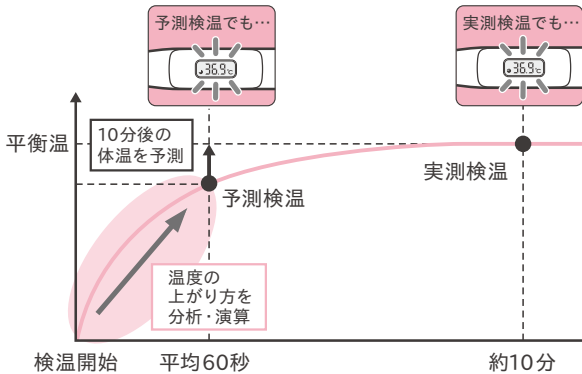 予測検温でも…
36.9℃
実測検温でも…
36.9℃
平衡温
10分後の
体温を予測
予測検温
実測検温
温度の
上がり方を
分析・演算
検温開始
平均60秒
約10分